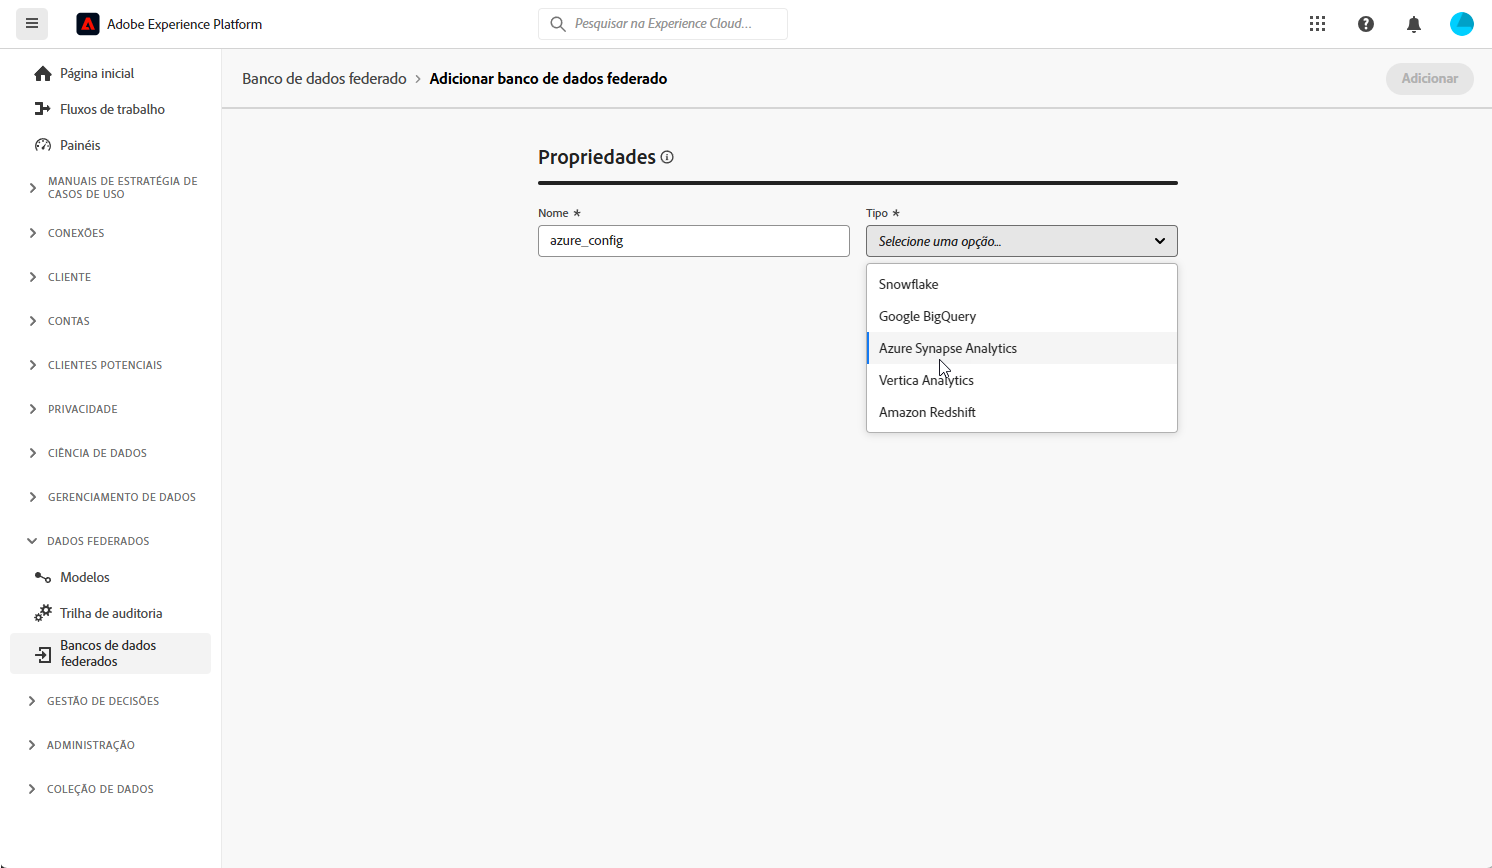 Adobe Experience Platform
Pesquisar na Experience Cloud...
Página inicial
Fluxos de trabalho
Painéis
MANUAIS DE ESTRATÉGIA DE
CASOS DE USO
CONEXÕES
CLIENTE
CONTAS
CLIENTES POTENCIAIS
PRIVACIDADE
CIÊNCIA DE DADOS
GERENCIAMENTO DE DADOS
DADOS FEDERADOS
Modelos
Trilha de auditoria
Bancos de dados
federados
GESTÃO DE DECISÕES
ADMINISTRAÇÃO
COLEÇÃO DE DADOS
Banco de dados federado > Adicionar banco de dados federado
Adicionar
Propriedades
Nome *
azure_config
Tipo *
Selecione uma opção...
Snowflake
Google BigQuery
Azure Synapse Analytics
Vertica Analytics
Amazon Redshift